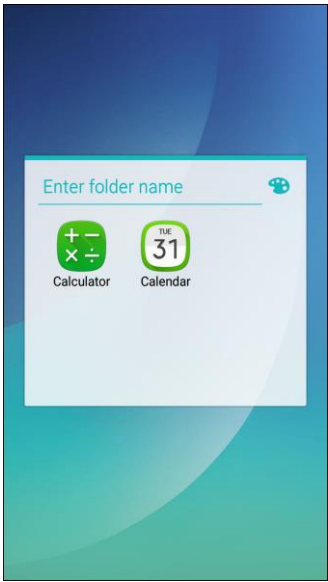 Enter folder name
+ − × ÷
TUE
31
Calculator
Calendar